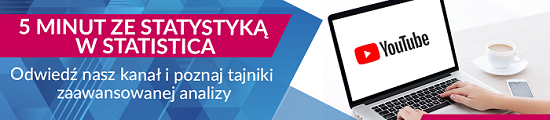 5 MINUT ZE STATYSTYKĄ
W STATISTICA
Odwiedź nasz kanał i poznaj tajniki
zaawansowanej analizy
YouTube